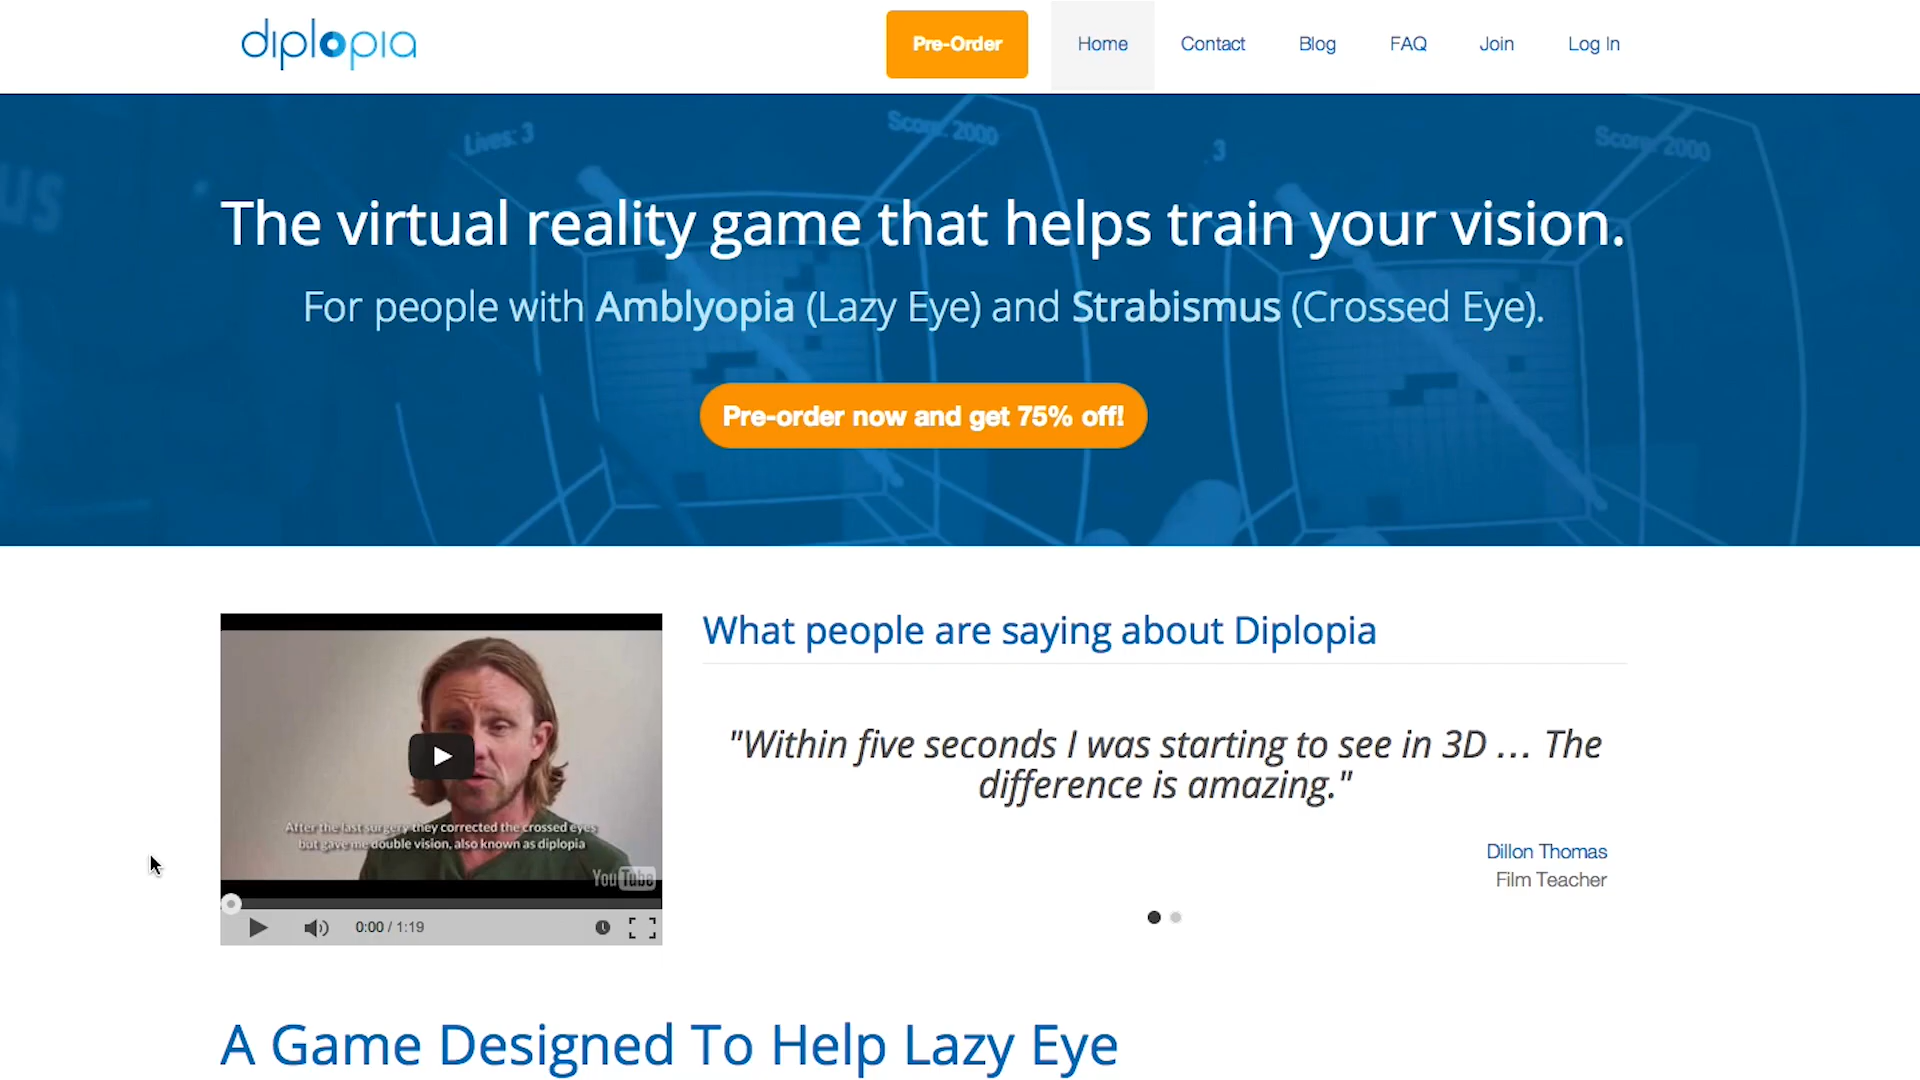 diplopia
Pre-Order
Home
Contact
Blog
FAQ
Join
Log In
Lives: 3
Score: 2000
3
Score: 2000
us
The virtual reality game that helps train your vision.
For people with Amblyopia (Lazy Eye) and Strabismus (Crossed Eye).
Pre-order now and get 75% off!
After the last surgery they corrected the crossed eyes
but gave me double vision, also known as diplopia
YouTube
0:00 / 1:19
What people are saying about Diplopia
"Within five seconds I was starting to see in 3D … The
difference is amazing."
Dillon Thomas
Film Teacher
A Game Designed To Help Lazy Eye